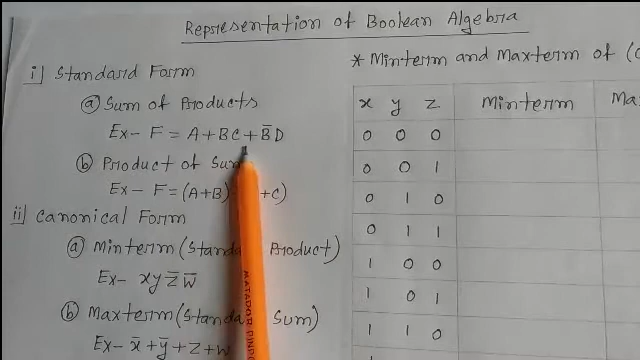 Representation of Boolean Algebra
i) Standard Form
(a) Sum of Products
Ex- F = A+BC+B̅D
(b) Product of Sum
Ex- F = (A+B) +C)
ii) Canonical Form
(a) Minterm (Standa Product)
Ex- xyz̅w̅
(b) Maxterm (Standa Sum)
Ex- x̅+y̅+z+w
* Minterm and Maxterm of (
x y z Minterm Ma
0 0 0
0 0 1
0 1 0
0 1 1
1 0 0
1 0 1
1 1 0
MATADOR